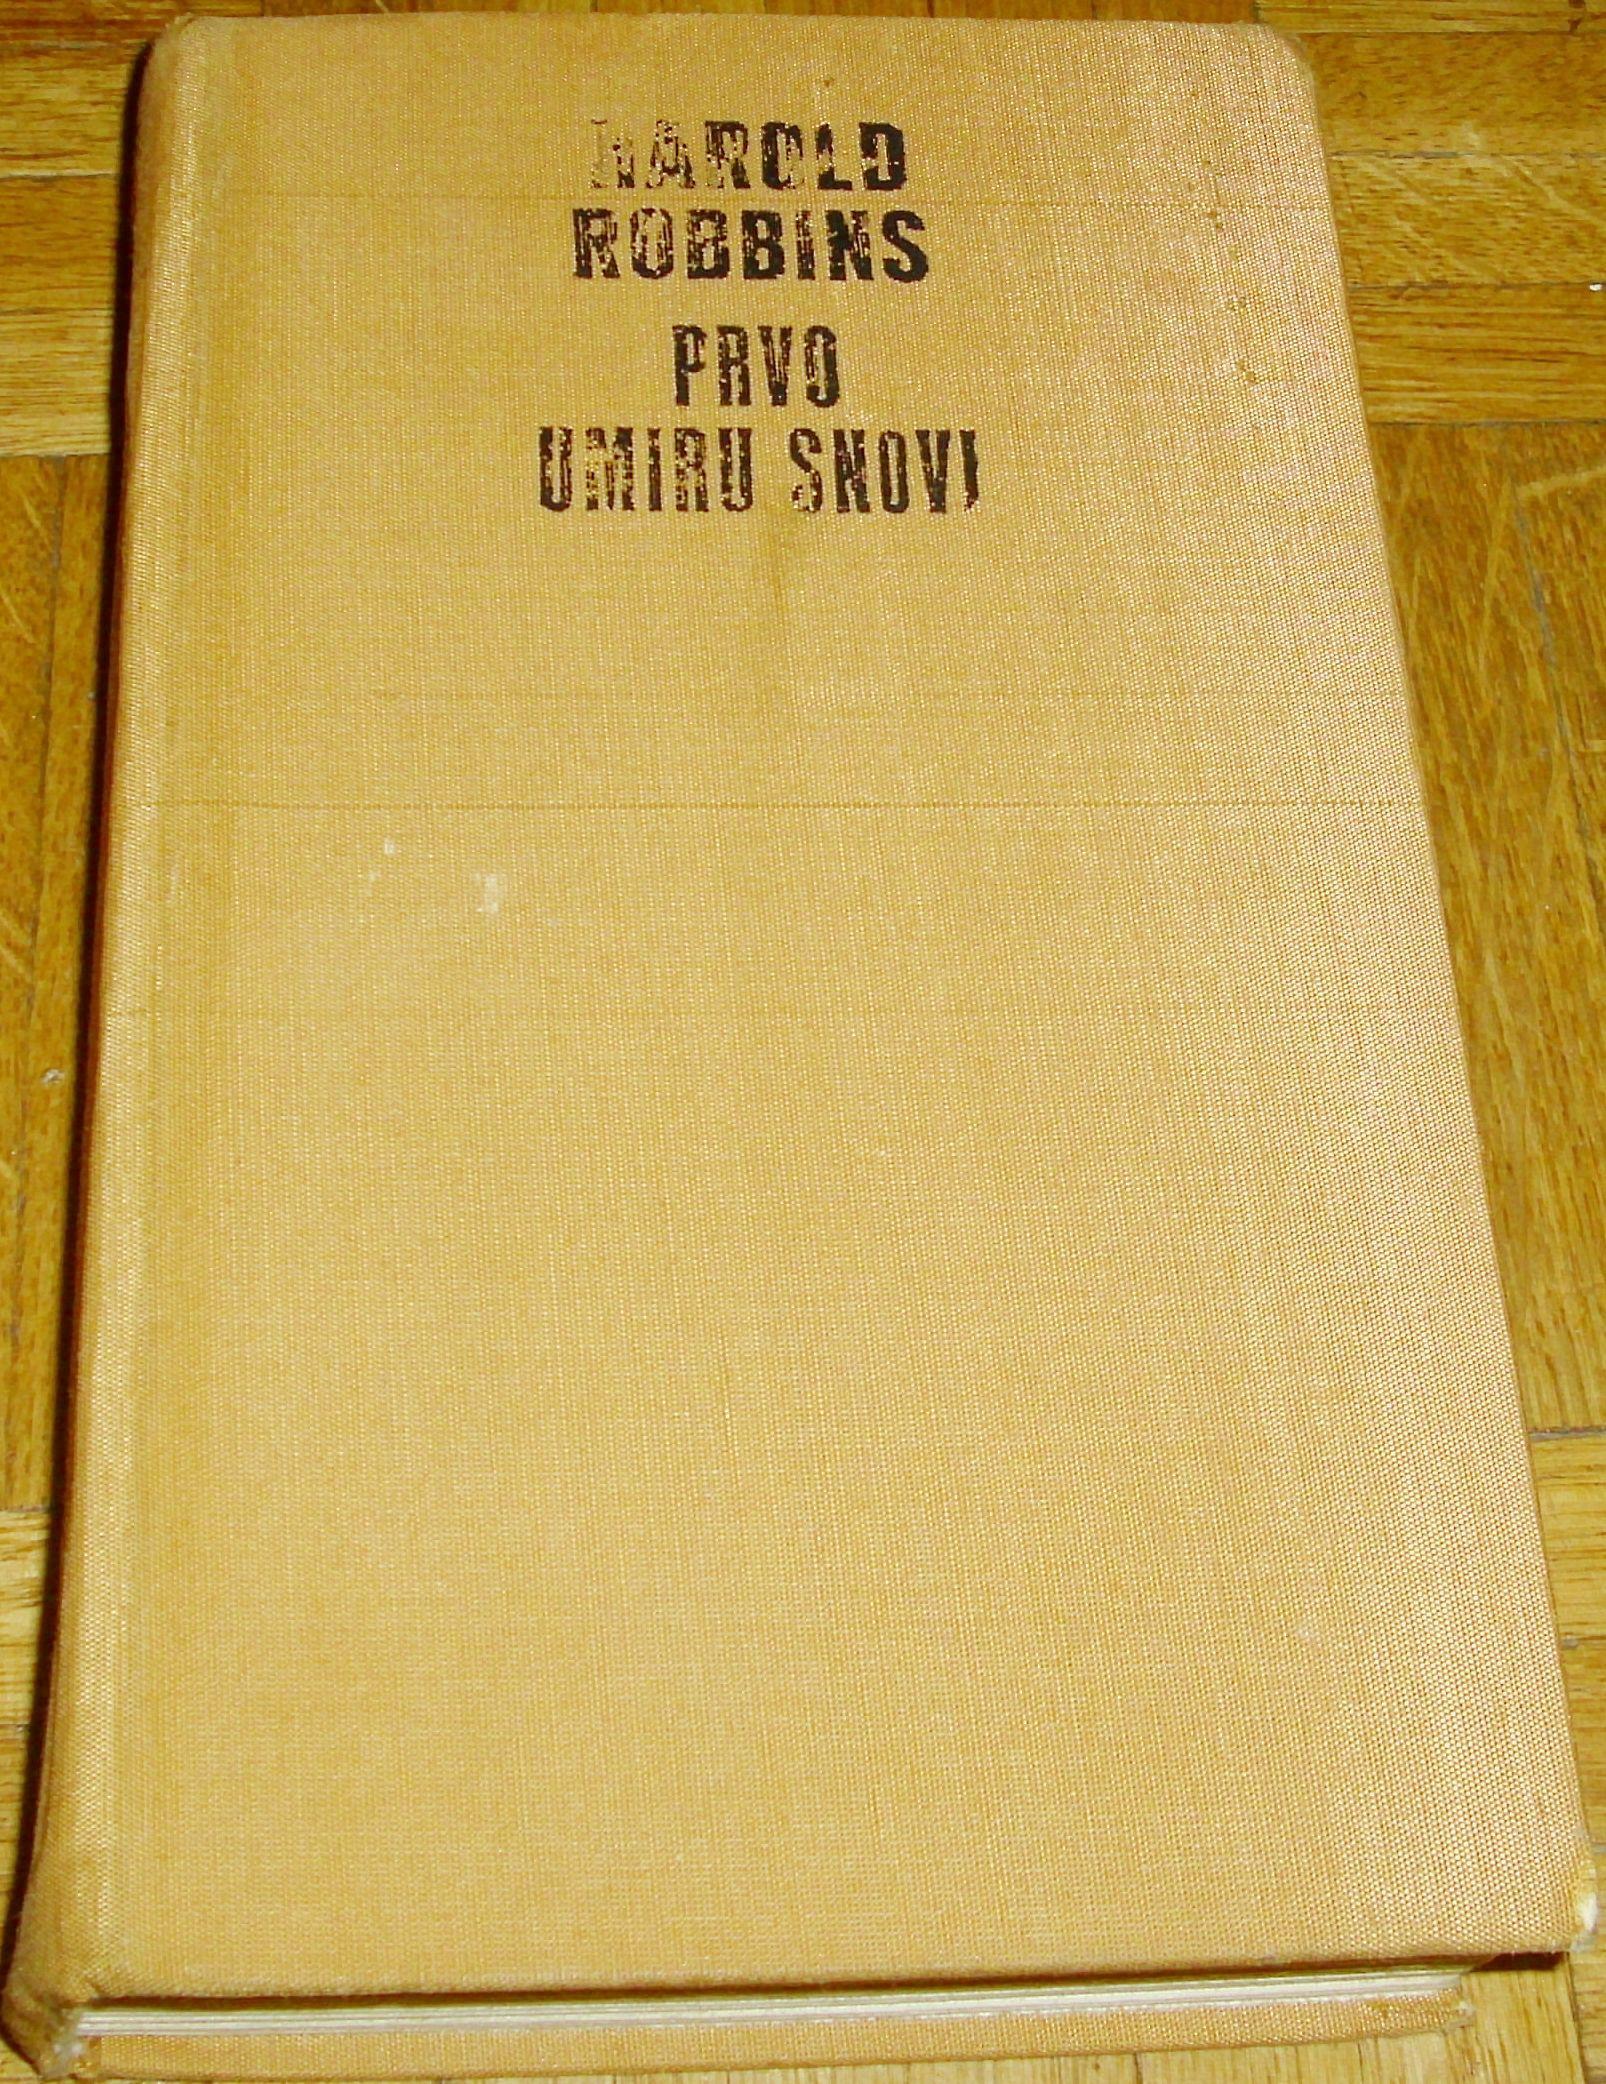 HAROLD
ROBBINS
PRVO
UMIRU SNOVI